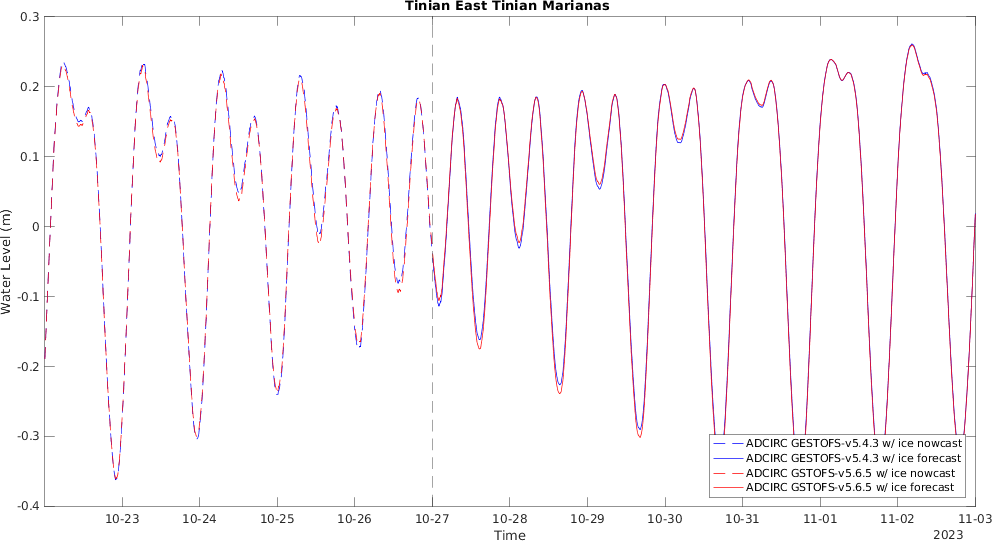 Tinian East Tinian Marianas
0.3
0.2
0.1
0
-0.1
-0.2
-0.3
-0.4
Water Level (m)
10-23 10-24 10-25 10-26 10-27 10-28 10-29 10-30 10-31 11-01 11-02 11-03
Time
2023
ADCIRC GESTOFS-v5.4.3 w/ ice nowcast
ADCIRC GESTOFS-v5.4.3 w/ ice forecast
ADCIRC GSTOFS-v5.6.5 w/ ice nowcast
ADCIRC GSTOFS-v5.6.5 w/ ice forecast